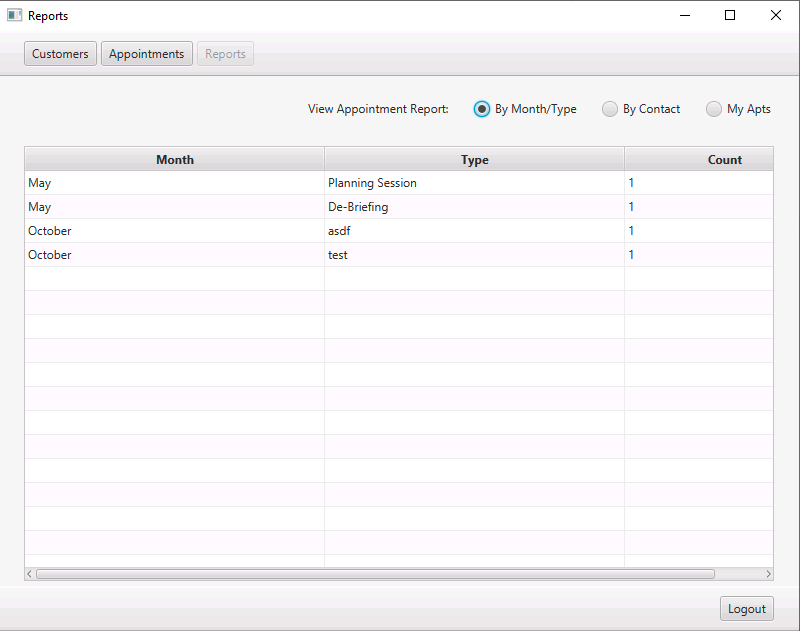 Reports
Customers Appointments Reports
View Appointment Report: By Month/Type By Contact My Apts
Month Type Count
May Planning Session 1
May De-Briefing 1
October asdf 1
October test 1
Logout